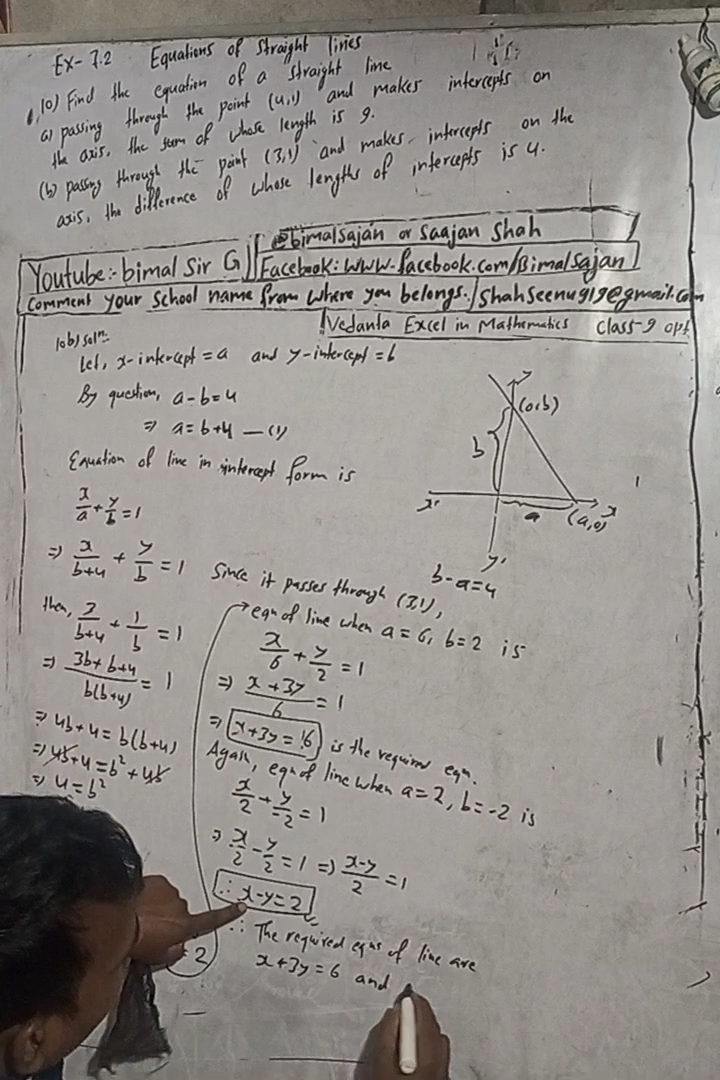 Ex- 7.2 Equations of straight lines
10) Find the equation of a straight line
a) passing through the point (4,1) and makes intercepts on
the axis, the sum of whose length is 9.
(b) passing through the point (3,1) and makes intercepts on the
axis, the difference of whose lengths of intercepts is 4.
@bimalsajan or Saajan Shah
Youtube:- bimal Sir G
Facebook: www.facebook.com/Bimalsajan
Comment your school name from where you belongs./shahseenu919@gmail.com
Vedanta Excel in Mathematics Class-9 opt
10b) solⁿ
Let, x-intercept = a and y-intercept = b
By question, a-b=4
⇒ a=b+4 —(1)
Equation of line in intercept form is
x/a + y/b = 1
⇒ x/b+4 + y/b = 1
Since it passes through (3,1),
then, 3/b+4 + 1/b = 1
⇒ 3b+b+4/b(b+4) = 1
⇒ 4b+4=b(b+4)
⇒ 4b+4=b²+4b
⇒ 4=b²
= 2
(0,b)
b
x'
a
(a,0)
x
y'
b-a=4
eqn of line when a=6, b=2 is
x/6 + y/2 = 1
⇒ x+3y/6 = 1
⇒ x+3y=6 is the required eqn.
Again, eqn of line when a=2, b=-2 is
x/2 + y/-2 = 1
⇒ x/2 - y/2 = 1 ⇒ x-y/2 = 1
∴ x-y=2
∴ The required eqns of line are
x+3y=6 and